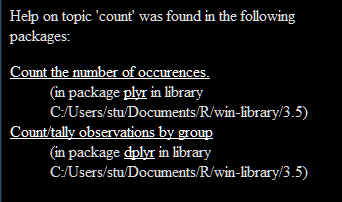 Help on topic 'count' was found in the following
packages:
Count the number of occurences.
(in package plyr in library
C:/Users/stu/Documents/R/win-library/3.5)
Count/tally observations by group
(in package dplyr in library
C:/Users/stu/Documents/R/win-library/3.5)